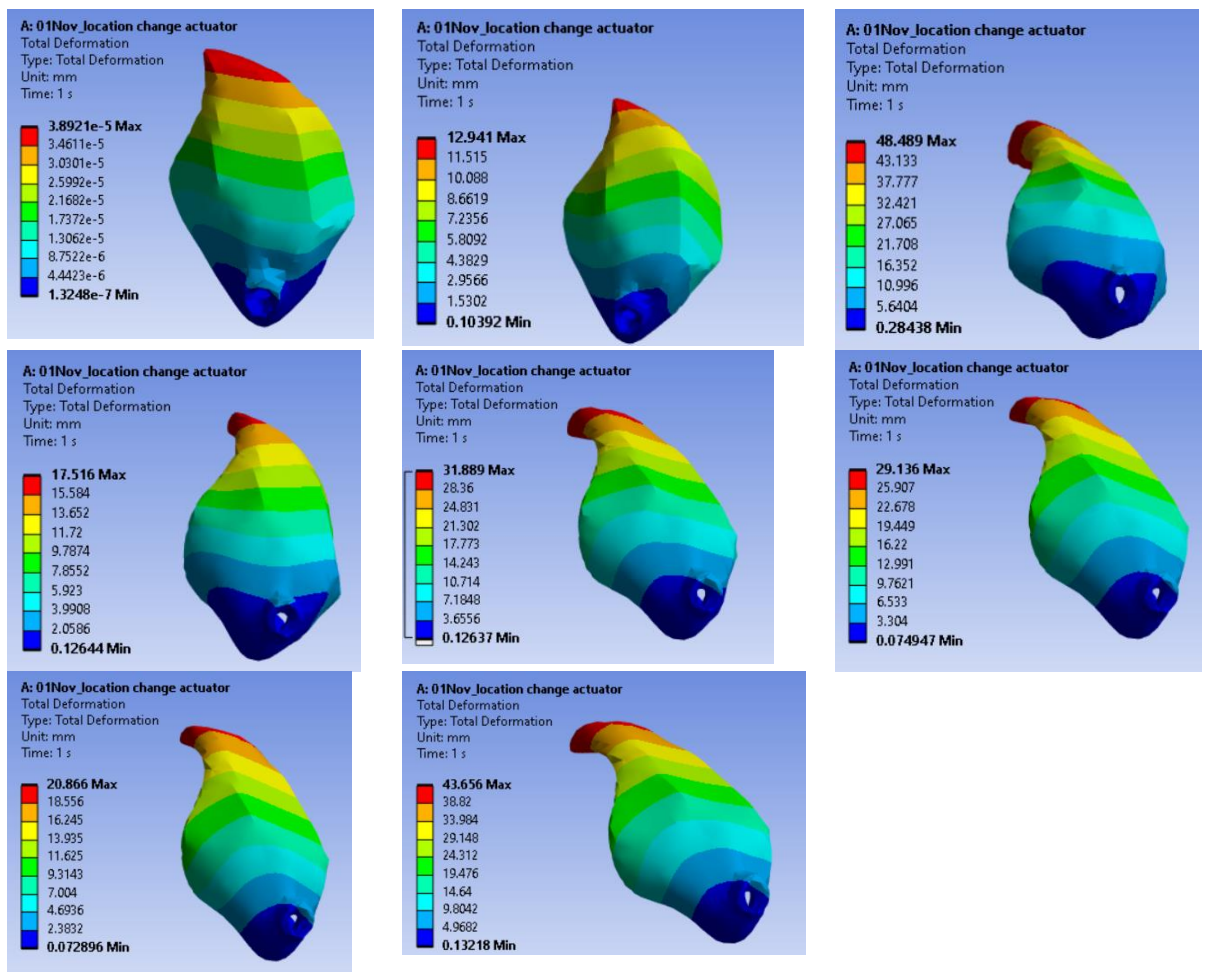 A: 01Nov_location change actuator
Total Deformation
Type: Total Deformation
Unit: mm
Time: 1 s
3.8921e-5 Max
3.4611e-5
3.0301e-5
2.5992e-5
2.1682e-5
1.7372e-5
1.3062e-5
8.7522e-6
4.4423e-6
1.3248e-7 Min
A: 01Nov_location change actuator
Total Deformation
Type: Total Deformation
Unit: mm
Time: 1 s
12.941 Max
11.515
10.088
8.6619
7.2356
5.8092
4.3829
2.9566
1.5302
0.10392 Min
A: 01Nov_location change actuator
Total Deformation
Type: Total Deformation
Unit: mm
Time: 1 s
48.489 Max
43.133
37.777
32.421
27.065
21.708
16.352
10.996
5.6404
0.28438 Min
A: 01Nov_location change actuator
Total Deformation
Type: Total Deformation
Unit: mm
Time: 1 s
17.516 Max
15.584
13.652
11.72
9.7874
7.8552
5.923
3.9908
2.0586
0.12644 Min
A: 01Nov_location change actuator
Total Deformation
Type: Total Deformation
Unit: mm
Time: 1 s
31.889 Max
28.36
24.831
21.302
17.773
14.243
10.714
7.1848
3.6556
0.12637 Min
A: 01Nov_location change actuator
Total Deformation
Type: Total Deformation
Unit: mm
Time: 1 s
29.136 Max
25.907
22.678
19.449
16.22
12.991
9.7621
6.533
3.304
0.074947 Min
A: 01Nov_location change actuator
Total Deformation
Type: Total Deformation
Unit: mm
Time: 1 s
20.866 Max
18.556
16.245
13.935
11.625
9.3143
7.004
4.6936
2.3832
0.072896 Min
A: 01Nov_location change actuator
Total Deformation
Type: Total Deformation
Unit: mm
Time: 1 s
43.656 Max
38.82
33.984
29.148
24.312
19.476
14.64
9.8042
4.9682
0.13218 Min